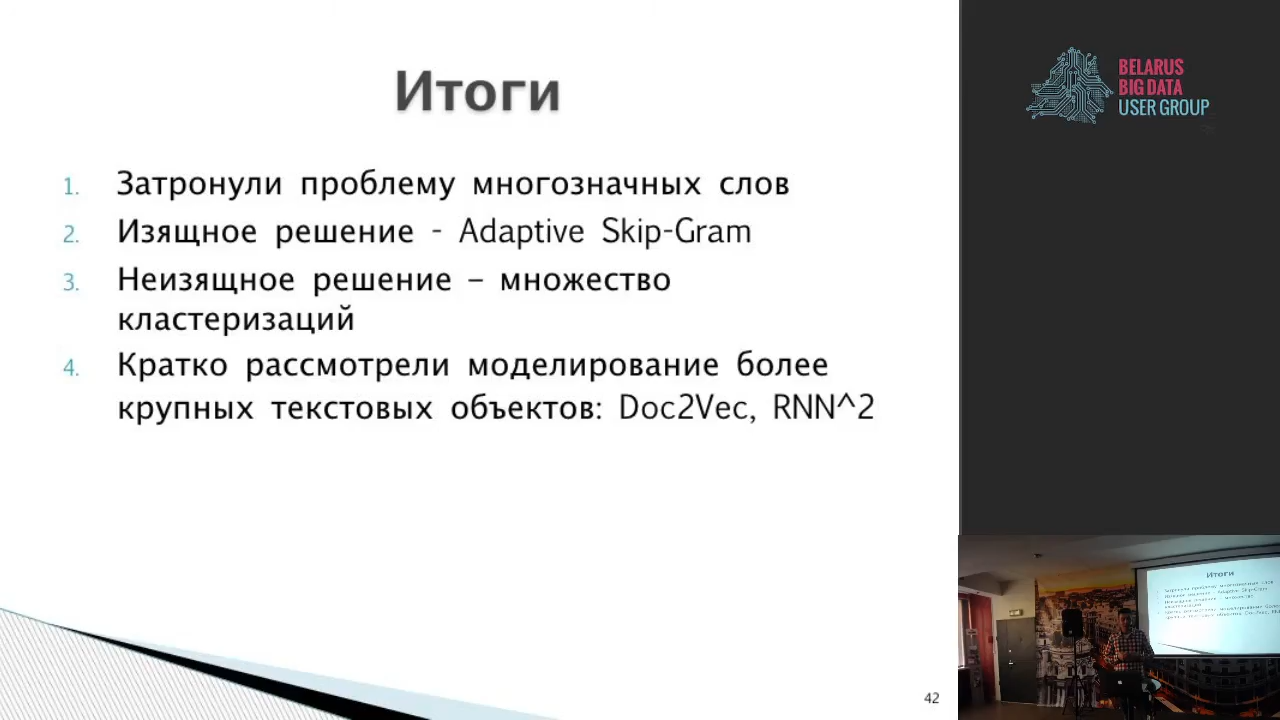 Итоги
1. Затронули проблему многозначных слов
2. Изящное решение - Adaptive Skip-Gram
3. Неизящное решение – множество
кластеризаций
4. Кратко рассмотрели моделирование более
крупных текстовых объектов: Doc2Vec, RNN^2
42
BELARUS
BIG DATA
USER GROUP
Итоги